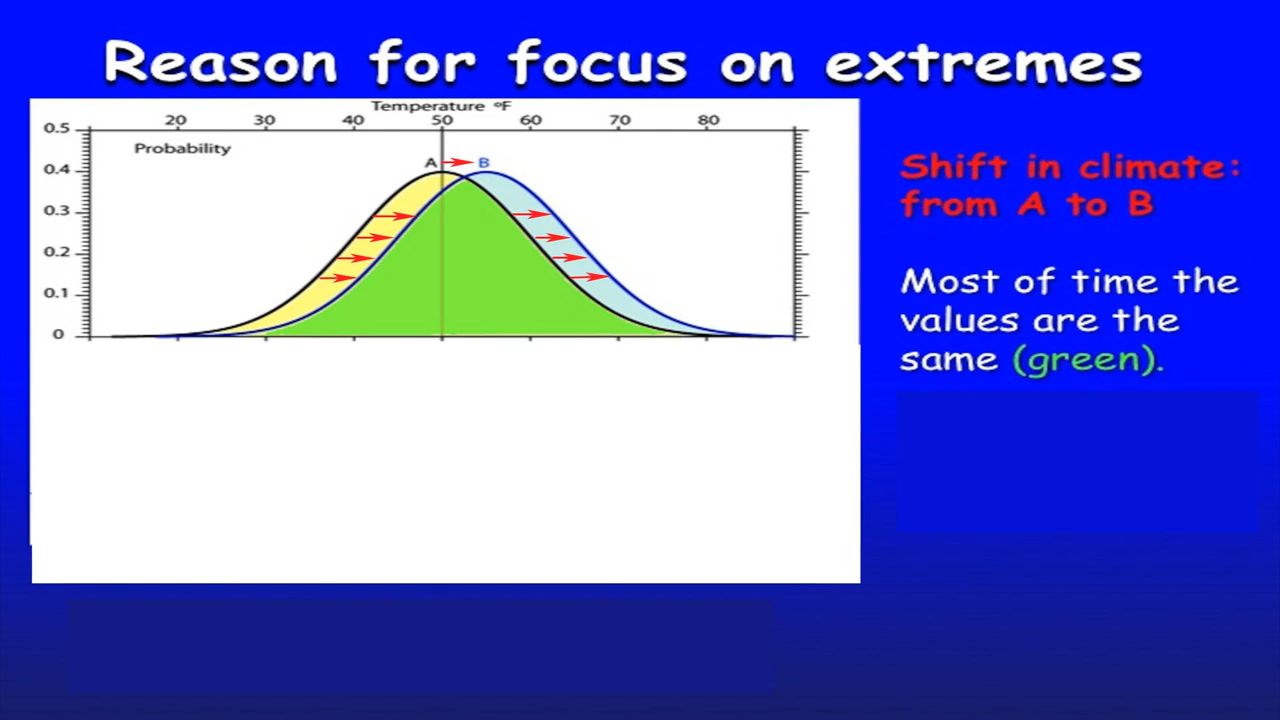 Reason for focus on extremes
Temperature ºF
20 30 40 50 60 70 80
0.5
Probability
0.4
A B
0.3
0.2
0.1
0
Shift in climate:
from A to B
Most of time the
values are the
same (green).